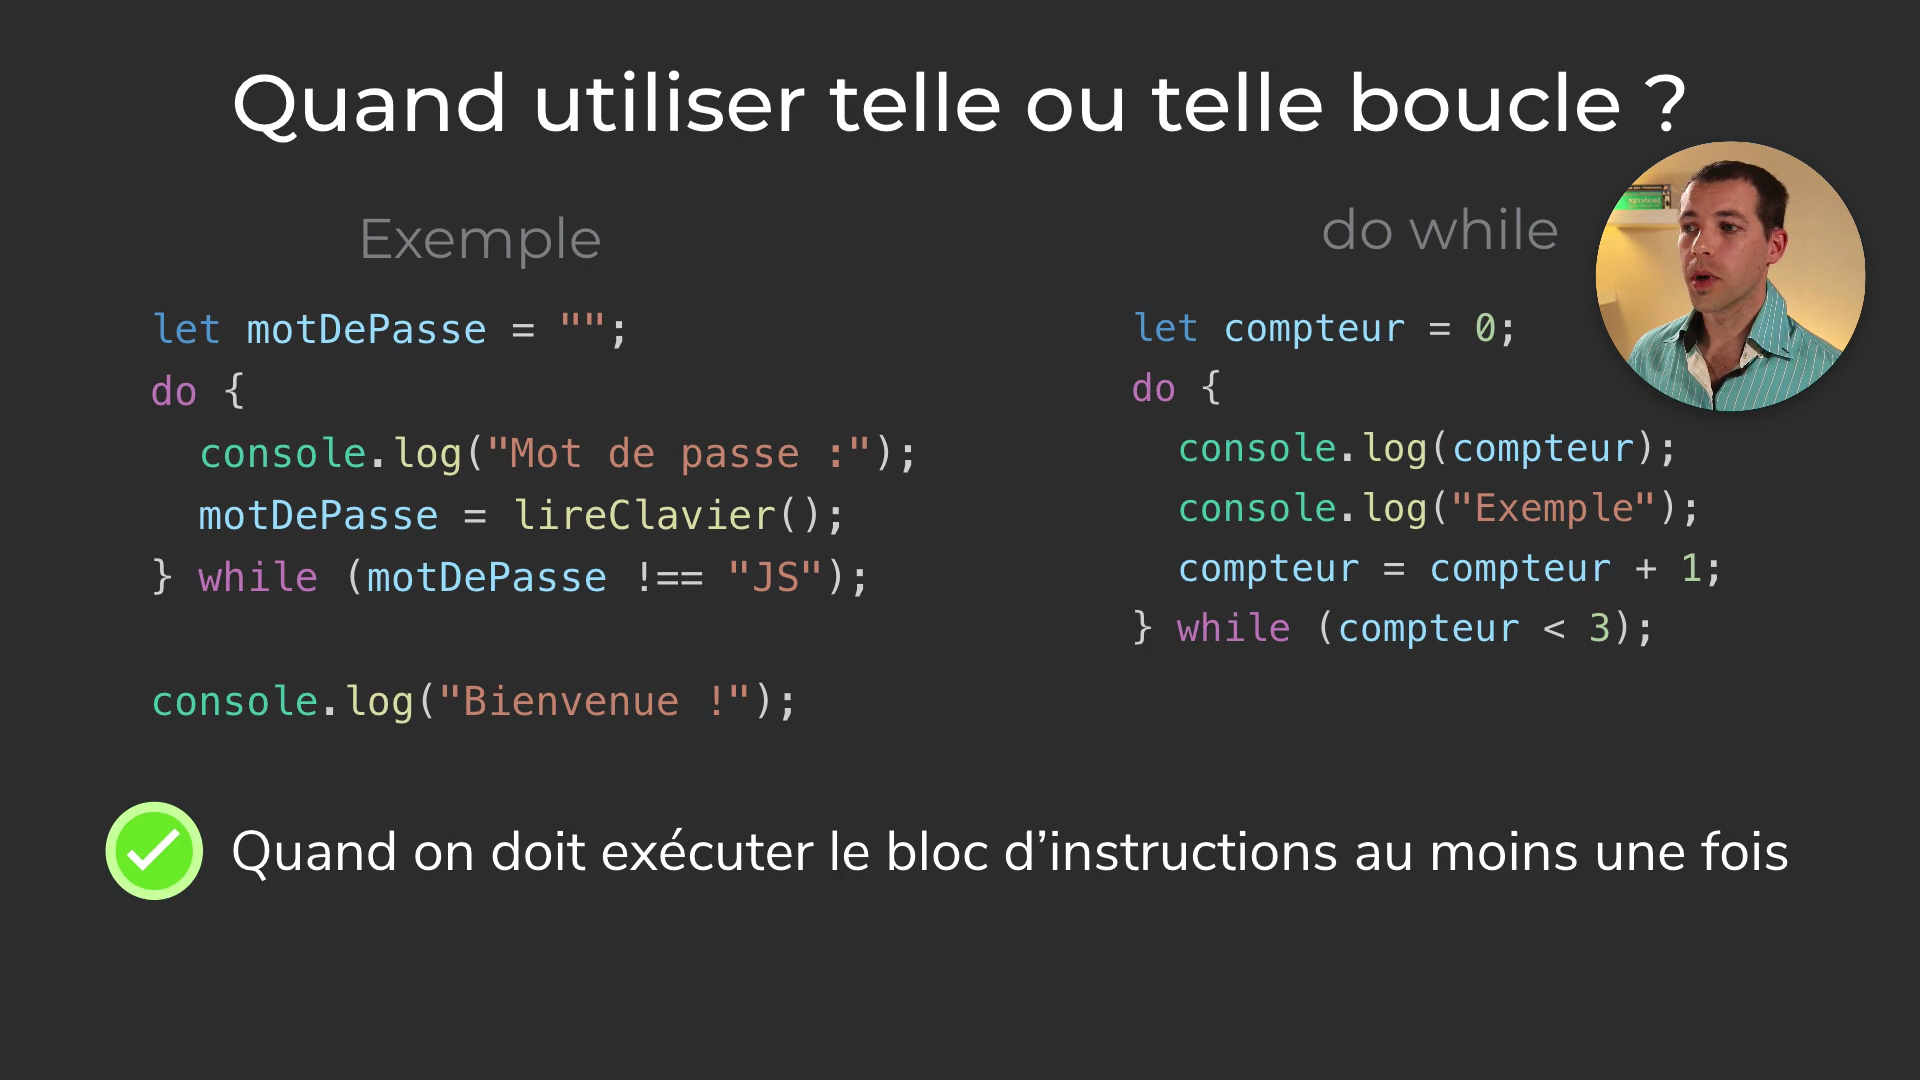 Quand utiliser telle ou telle boucle ?
Exemple
let motDePasse = "";
do {
  console.log("Mot de passe :");
  motDePasse = lireClavier();
} while (motDePasse !== "JS");
console.log("Bienvenue !");
do while
let compteur = 0;
do {
  console.log(compteur);
  console.log("Exemple");
  compteur = compteur + 1;
} while (compteur < 3);
Quand on doit exécuter le bloc d’instructions au moins une fois